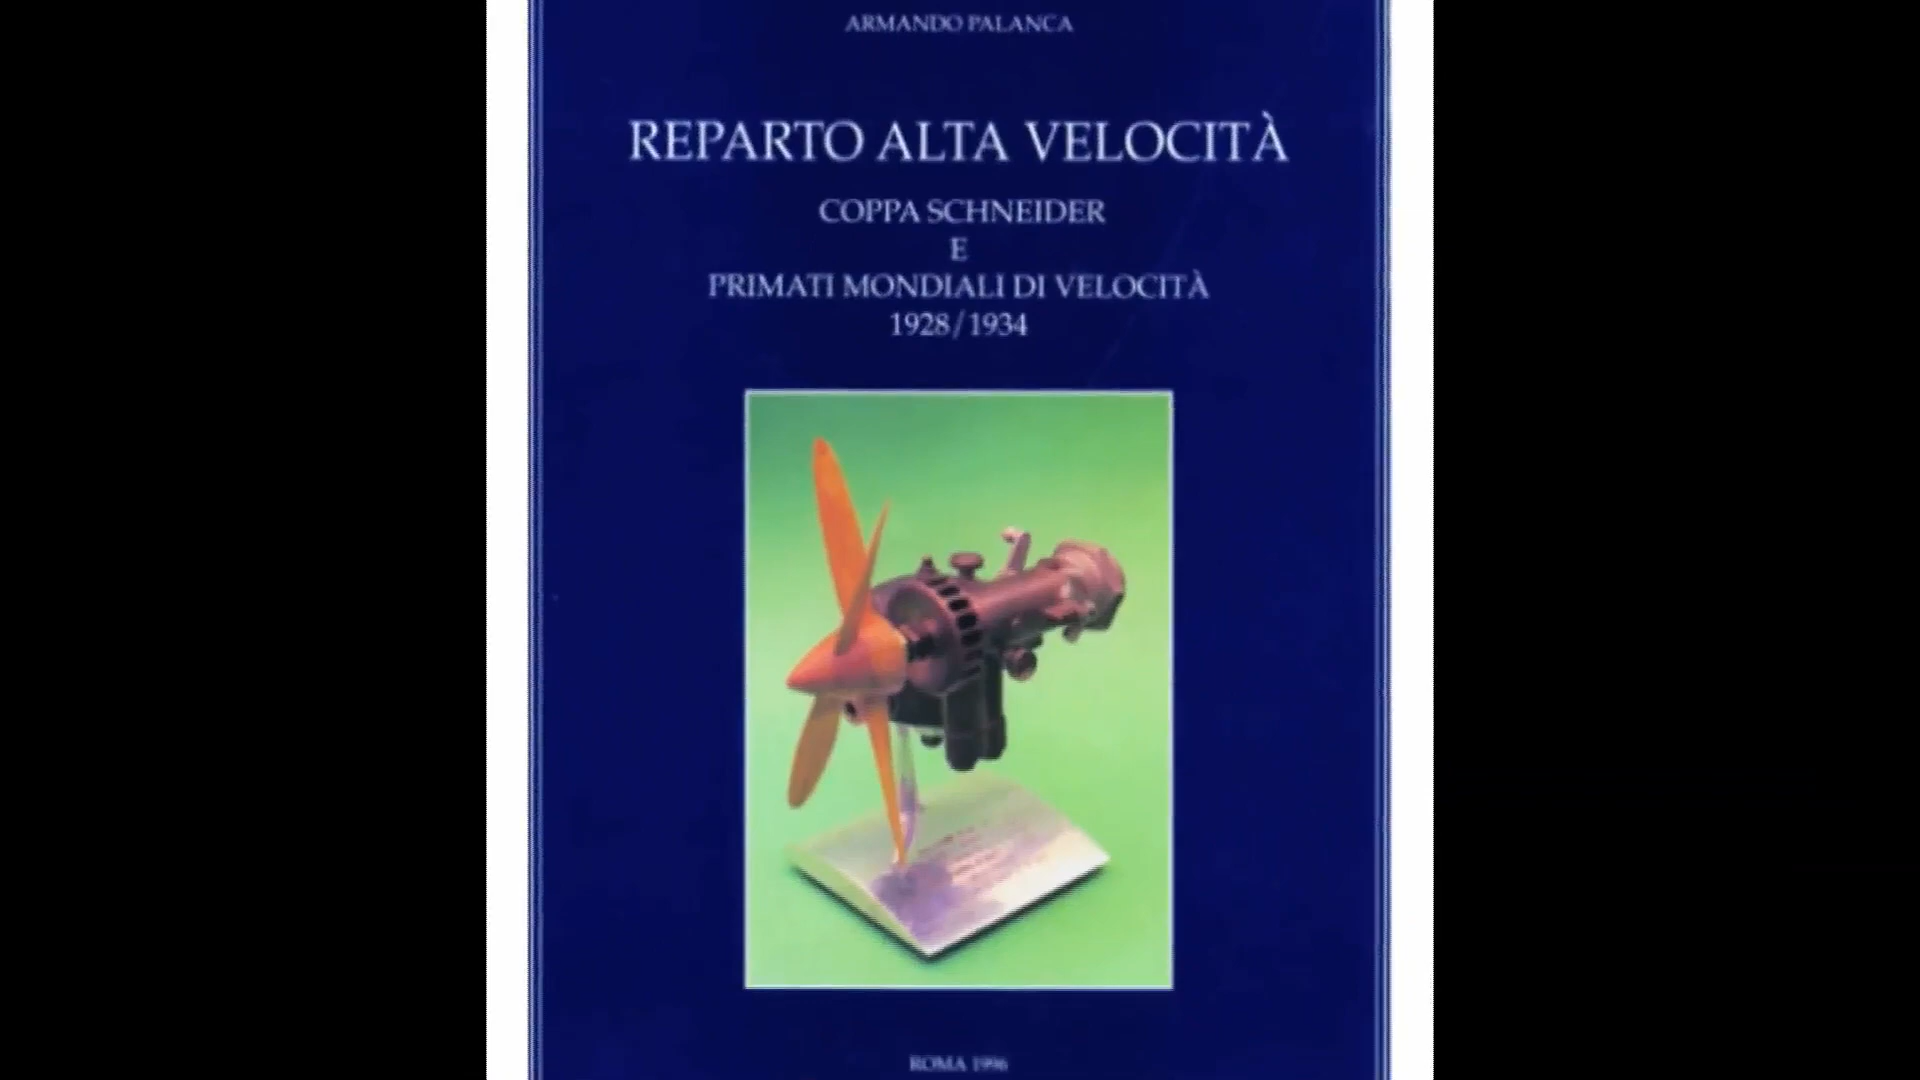 ARMANDO PALANCA
REPARTO ALTA VELOCITÀ
COPPA SCHNEIDER
E
PRIMATI MONDIALI DI VELOCITÀ
1928/1934
ROMA 1996